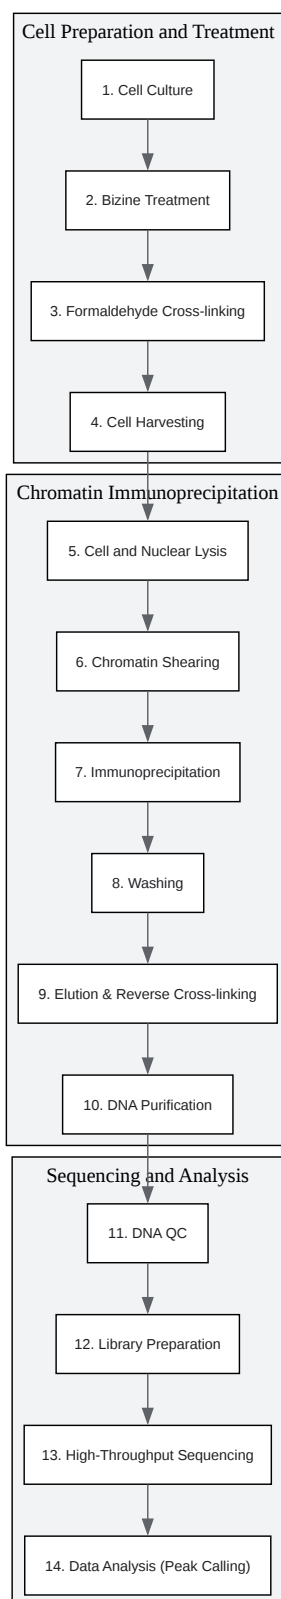 Cell Preparation and Treatment
1. Cell Culture
2. Bizine Treatment
3. Formaldehyde Cross-linking
4. Cell Harvesting
Chromatin Immunoprecipitation
5. Cell and Nuclear Lysis
6. Chromatin Shearing
7. Immunoprecipitation
8. Washing
9. Elution & Reverse Cross-linking
10. DNA Purification
Sequencing and Analysis
11. DNA QC
12. Library Preparation
13. High-Throughput Sequencing
14. Data Analysis (Peak Calling)